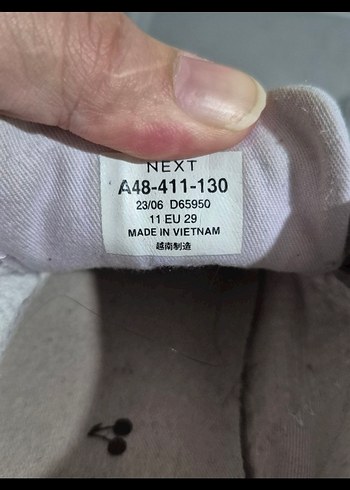 NEXT
A48-411-130
23/06 D65950
11 EU 29
MADE IN VIETNAM
越南制造